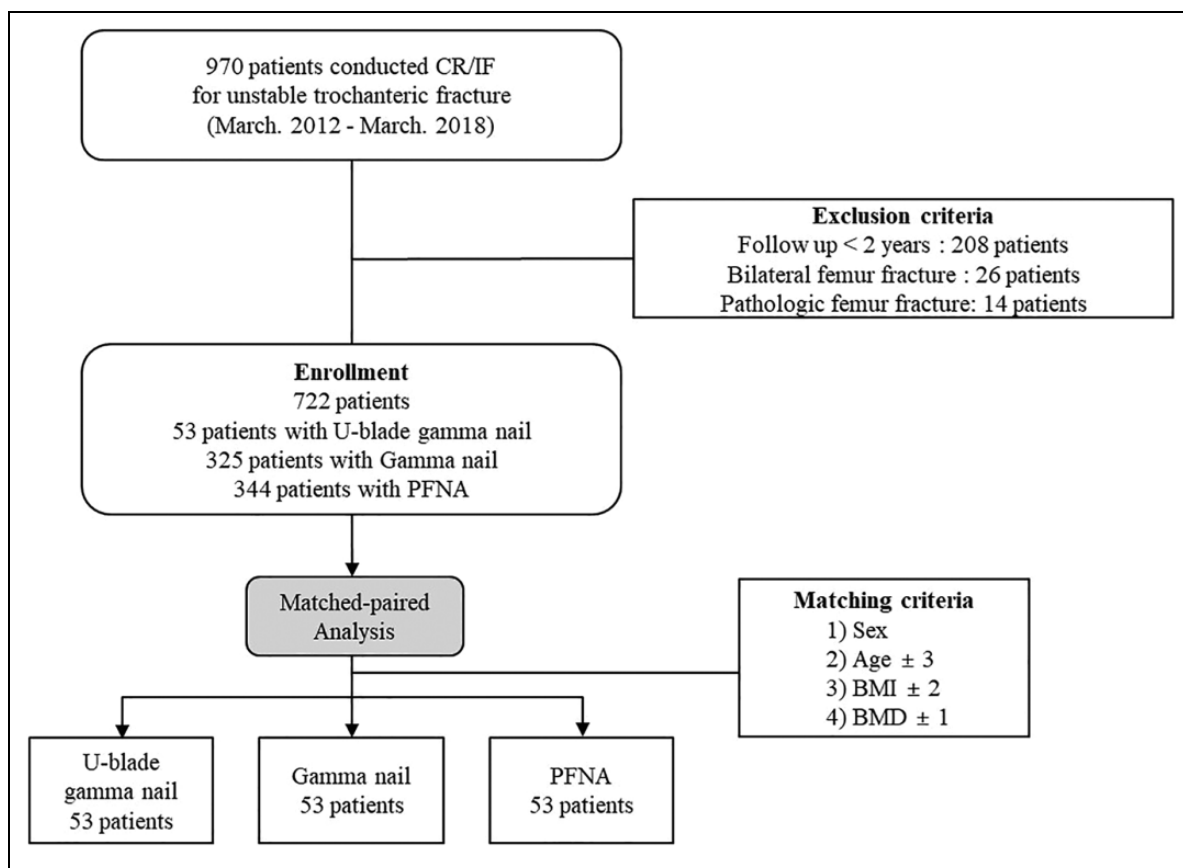 970 patients conducted CR/IF
for unstable trochanteric fracture
(March. 2012 - March. 2018)
Exclusion criteria
Follow up < 2 years : 208 patients
Bilateral femur fracture : 26 patients
Pathologic femur fracture: 14 patients
Enrollment
722 patients
53 patients with U-blade gamma nail
325 patients with Gamma nail
344 patients with PFNA
Matched-paired
Analysis
Matching criteria
1) Sex
2) Age ± 3
3) BMI ± 2
4) BMD ± 1
U-blade
gamma nail
53 patients
Gamma nail
53 patients
PFNA
53 patients